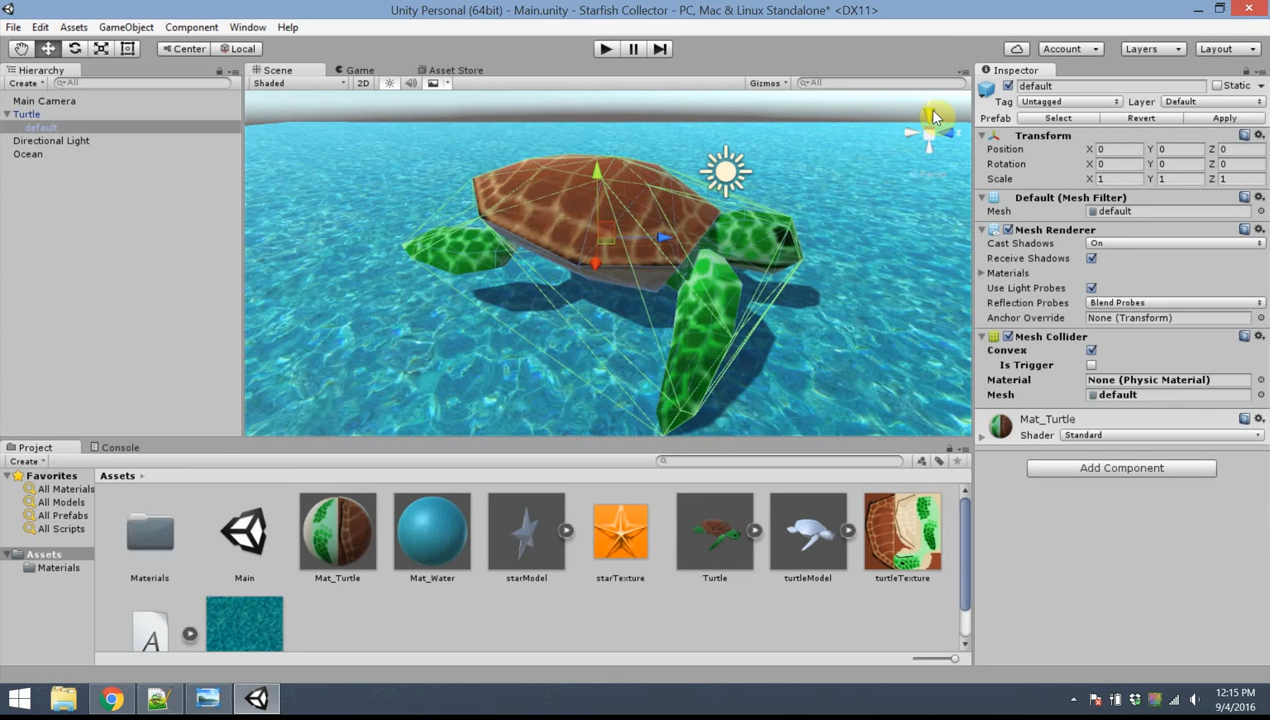 Unity Personal (64bit) - Main.unity - Starfish Collector - PC, Mac & Linux Standalone* <DX11>
File Edit Assets GameObject Component Window Help
Center Local Account Layers Layout
Hierarchy Scene Game Asset Store Inspector
Create All Shaded 2D Gizmos All default Static
Main Camera Tag Untagged Layer Default
Turtle Prefab Select Revert Apply
default Transform
Directional Light Position X 0 Y 0 Z 0
Ocean Rotation X 0 Y 0 Z 0
Scale X 1 Y 1 Z 1
Default (Mesh Filter)
Mesh default
Mesh Renderer
Cast Shadows On
Receive Shadows
Materials
Use Light Probes
Reflection Probes Blend Probes
Anchor Override None (Transform)
Mesh Collider
Convex
Is Trigger
Material None (Physic Material)
Mesh default
Mat_Turtle
Shader Standard
Add Component
Project Console
Create
Favorites Assets
All Materials
All Models
All Prefabs
All Scripts
Assets
Materials
Materials Main Mat_Turtle Mat_Water starModel starTexture Turtle turtleModel turtleTexture
A
12:15 PM
9/4/2016